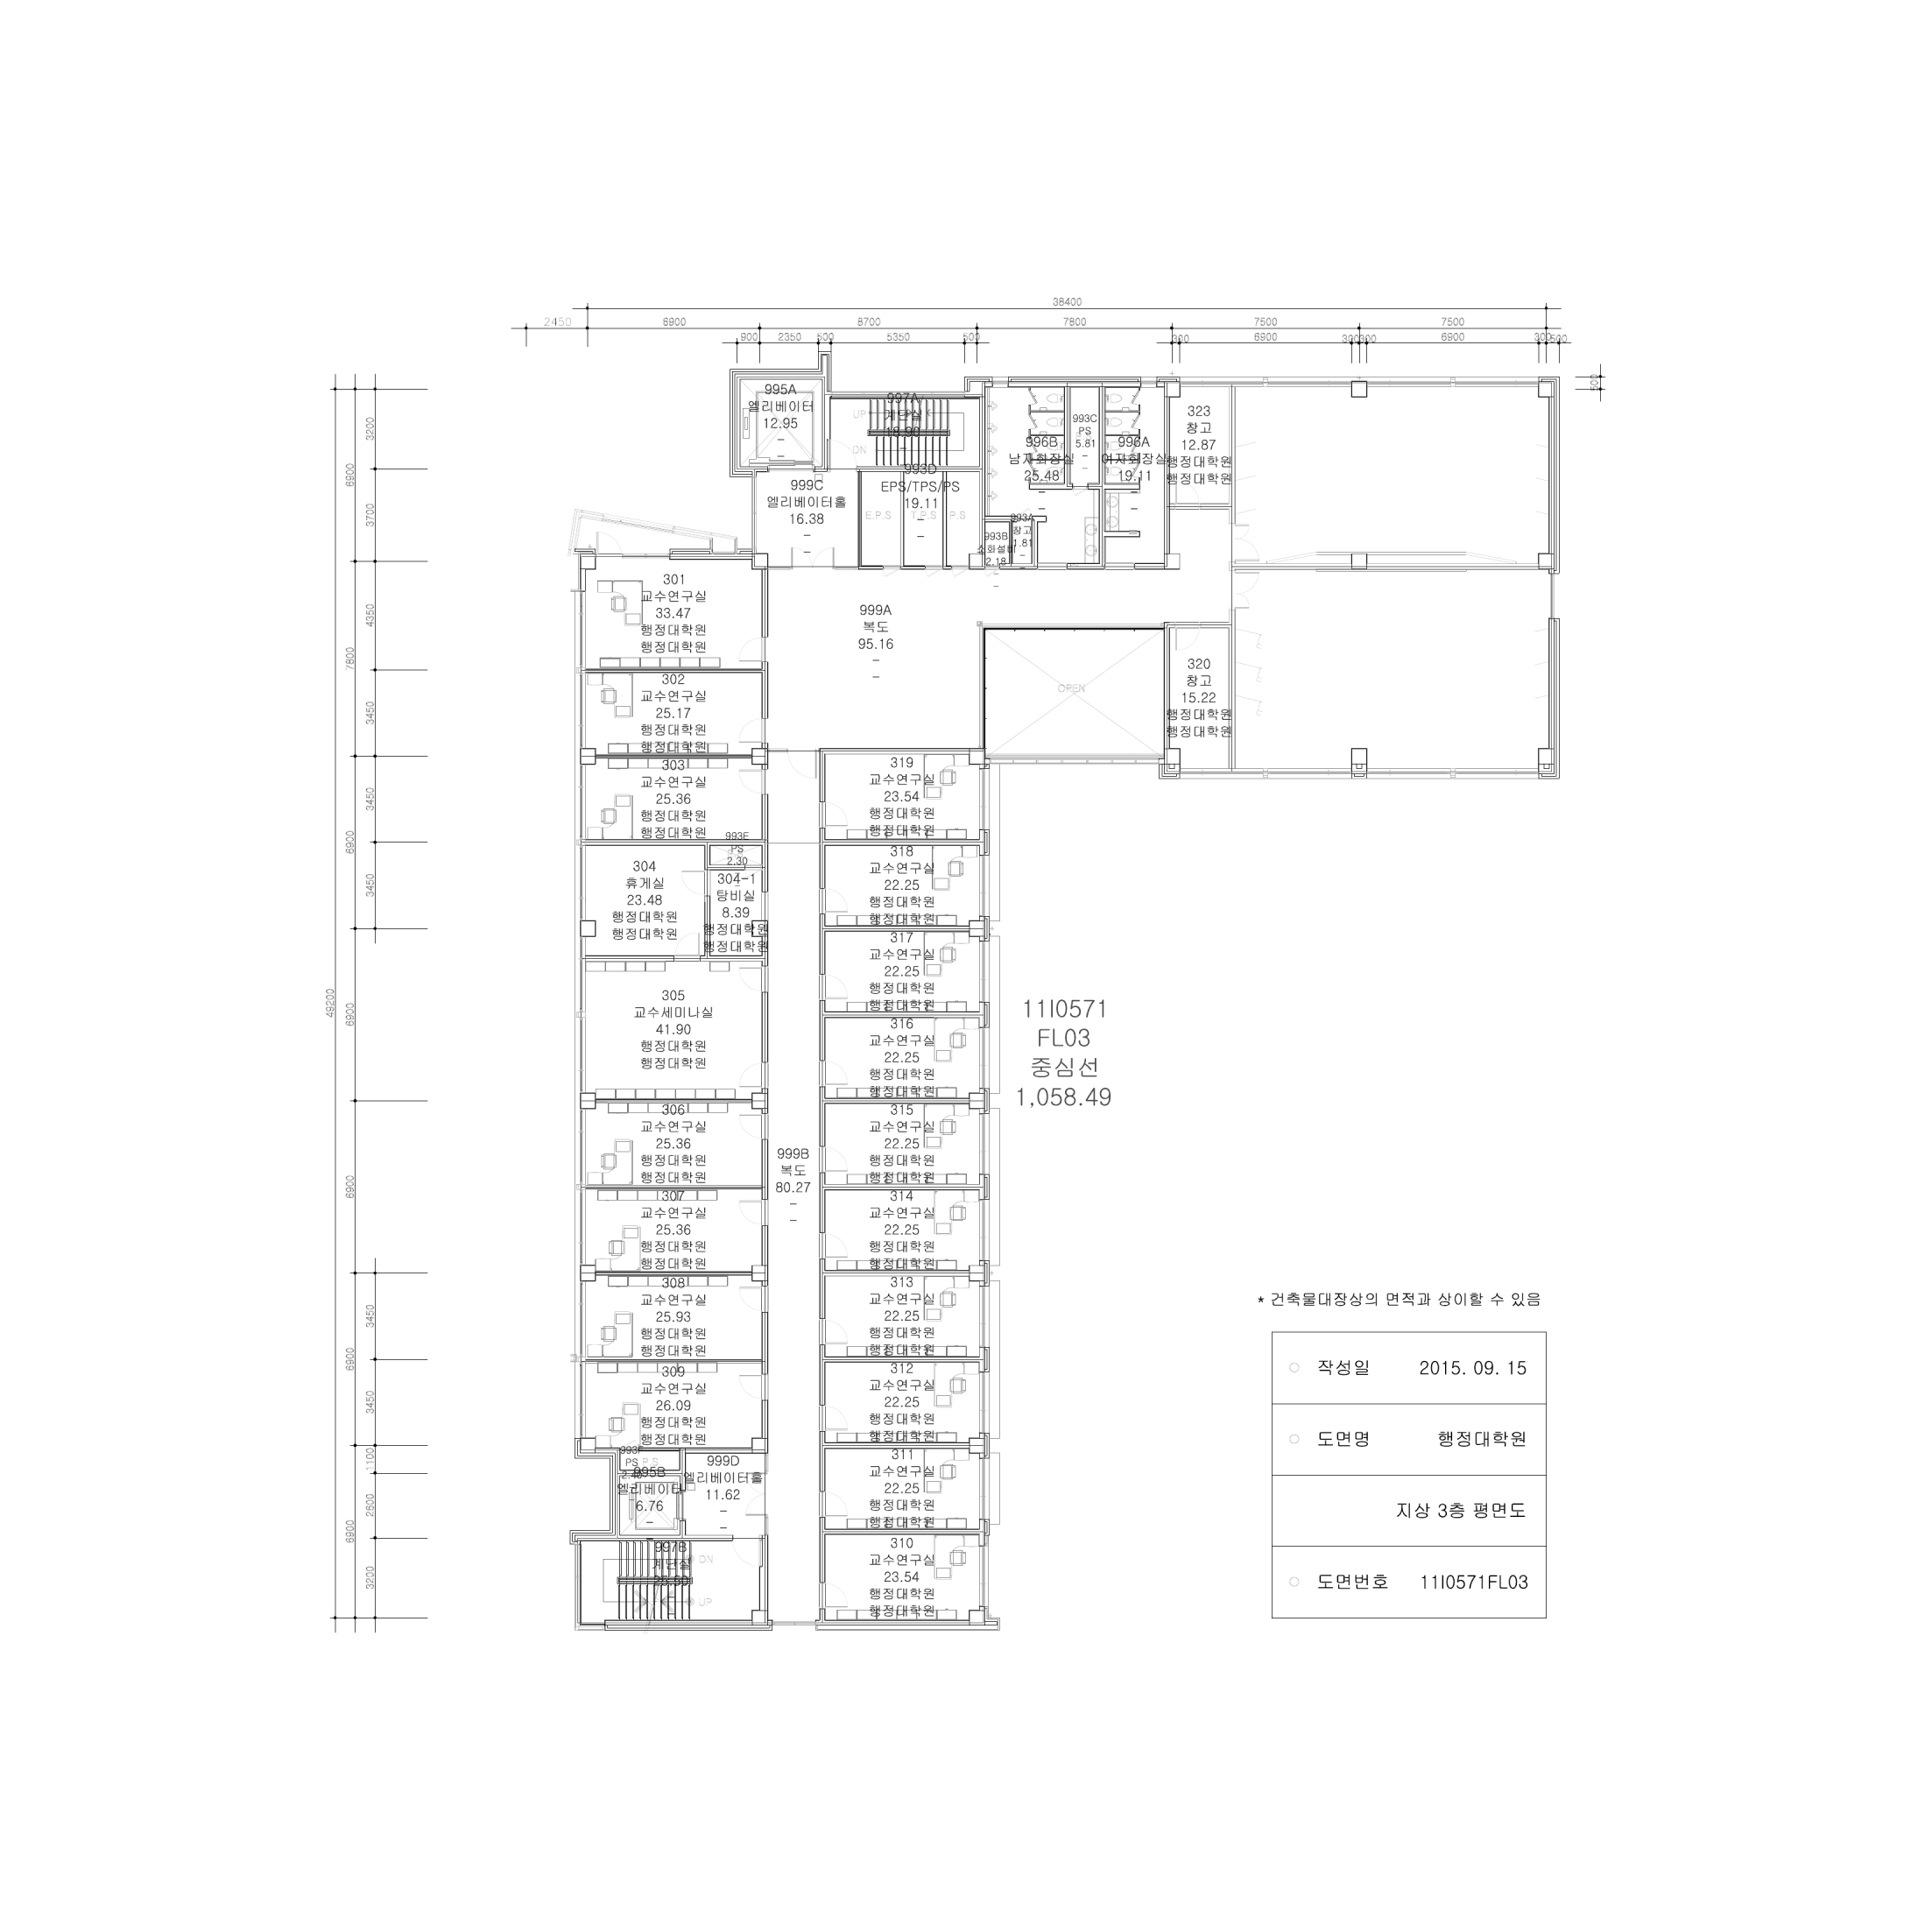 38400
2450
6900
8700
7800
7500
7500
900
2350
500
5350
500
300
6900
300300
6900
300
500
500
49200
6900
7800
6900
6900
6900
6900
6900
3200
3700
4350
3450
3450
3450
3450
3450
1100
2600
3200
995A
엘리베이터
12.95
997A
계단실
18.90
UP
DN
999C
엘리베이터홀
16.38
993D
EPS/TPS/PS
19.11
E.P.S
T.P.S
P.S
996B
남자화장실
25.48
993C
PS
5.81
996A
여자화장실
19.11
993A
창고
1.81
993B
소화설비
2.18
323
창고
12.87
행정대학원
행정대학원
999A
복도
95.16
OPEN
320
창고
15.22
행정대학원
행정대학원
301
교수연구실
33.47
행정대학원
행정대학원
302
교수연구실
25.17
행정대학원
행정대학원
303
교수연구실
25.36
행정대학원
행정대학원
993E
PS
2.30
304
휴게실
23.48
행정대학원
행정대학원
304-1
탕비실
8.39
행정대학원
행정대학원
305
교수세미나실
41.90
행정대학원
행정대학원
306
교수연구실
25.36
행정대학원
행정대학원
307
교수연구실
25.36
행정대학원
행정대학원
308
교수연구실
25.93
행정대학원
행정대학원
309
교수연구실
26.09
행정대학원
행정대학원
993F
PS
P.S
995B
엘리베이터
6.76
999D
엘리베이터홀
11.62
997B
계단실
DN
UP
999B
복도
80.27
319
교수연구실
23.54
행정대학원
행정대학원
318
교수연구실
22.25
행정대학원
행정대학원
317
교수연구실
22.25
행정대학원
행정대학원
316
교수연구실
22.25
행정대학원
행정대학원
315
교수연구실
22.25
행정대학원
행정대학원
314
교수연구실
22.25
행정대학원
행정대학원
313
교수연구실
22.25
행정대학원
행정대학원
312
교수연구실
22.25
행정대학원
행정대학원
311
교수연구실
22.25
행정대학원
행정대학원
310
교수연구실
23.54
행정대학원
행정대학원
11I0571
FL03
중심선
1,058.49
* 건축물대장상의 면적과 상이할 수 있음
작성일 2015. 09. 15
도면명 행정대학원
지상 3층 평면도
도면번호 11I0571FL03